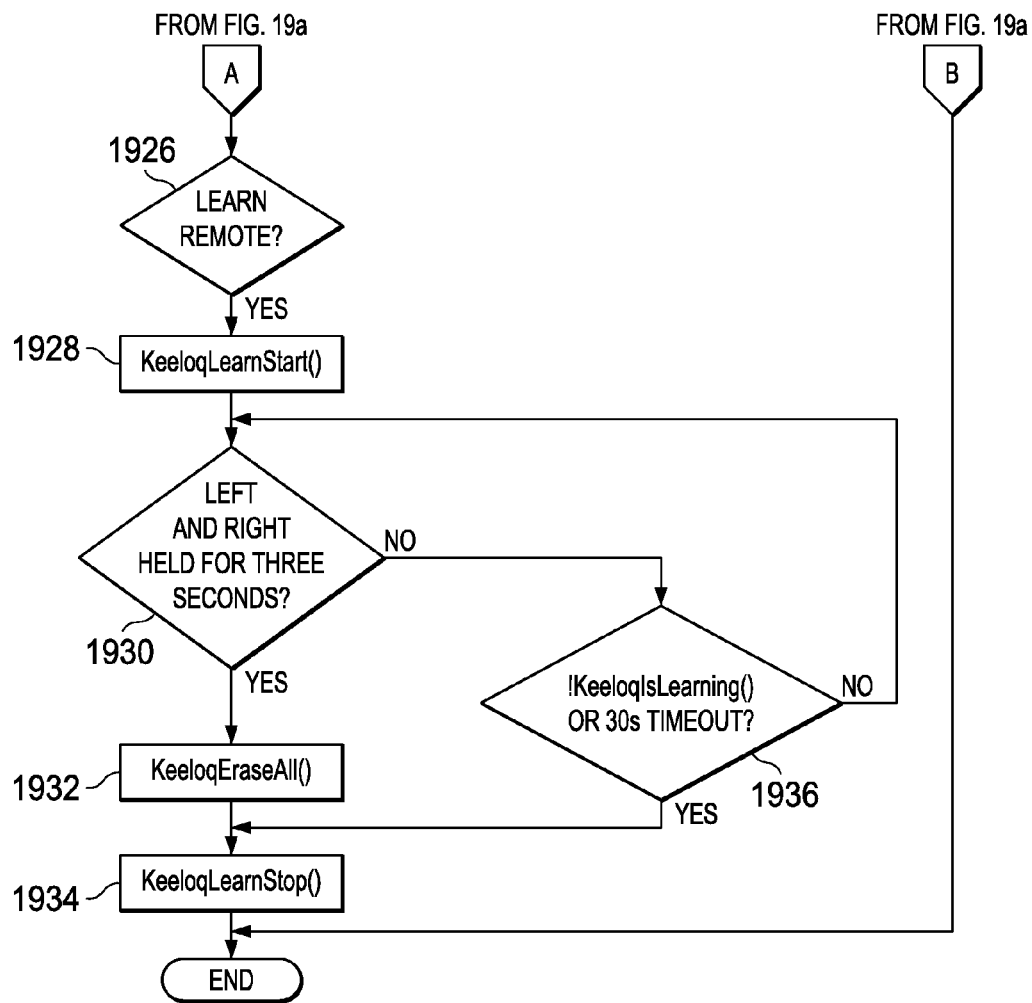 FROM FIG. 19a
A
FROM FIG. 19a
B
1926
LEARN
REMOTE?
YES
1928
KeeloqLearnStart()
LEFT
AND RIGHT
HELD FOR THREE
SECONDS?
NO
1930
YES
!KeeloqIsLearning()
OR 30s TIMEOUT?
NO
1936
YES
1932
KeeloqEraseAll()
1934
KeeloqLearnStop()
END